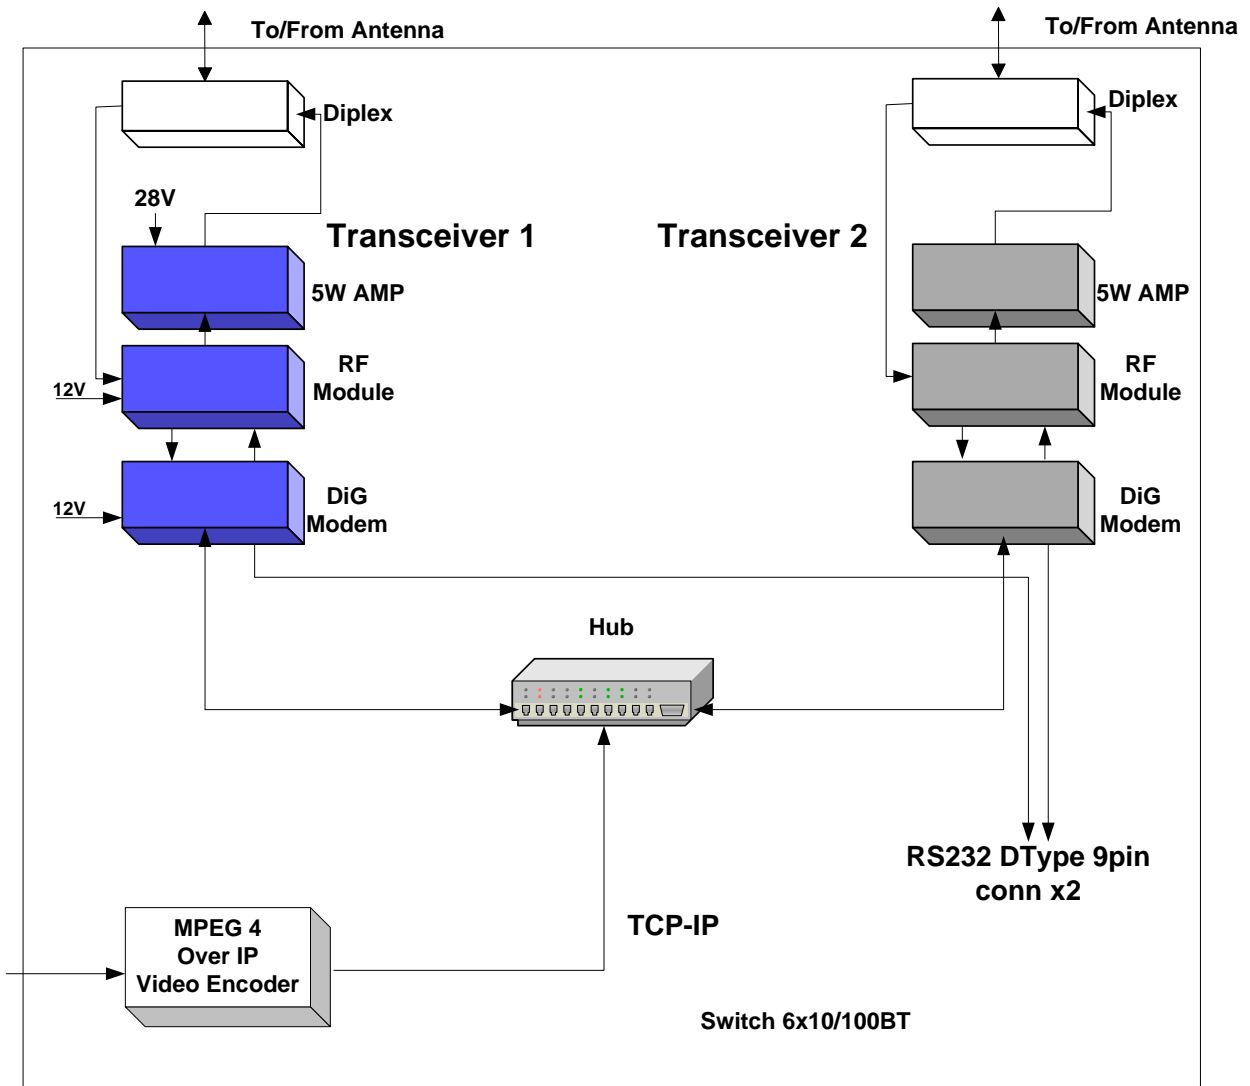 To/From Antenna
To/From Antenna
Diplex
Diplex
28V
Transceiver 1
Transceiver 2
5W AMP
5W AMP
RF
Module
RF
Module
12V
12V
DiG
Modem
DiG
Modem
Hub
RS232 DType 9pin
conn x2
MPEG 4
Over IP
Video Encoder
TCP-IP
Switch 6x10/100BT